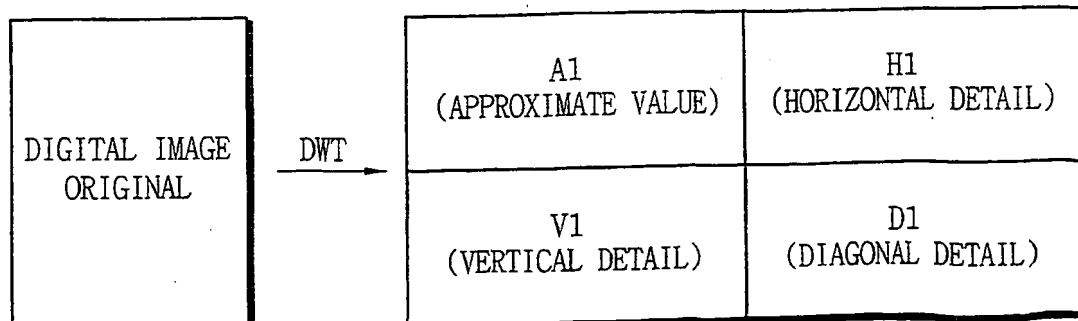 DIGITAL IMAGE
ORIGINAL
DWT
A1
(APPROXIMATE VALUE)
H1
(HORIZONTAL DETAIL)
V1
(VERTICAL DETAIL)
D1
(DIAGONAL DETAIL)